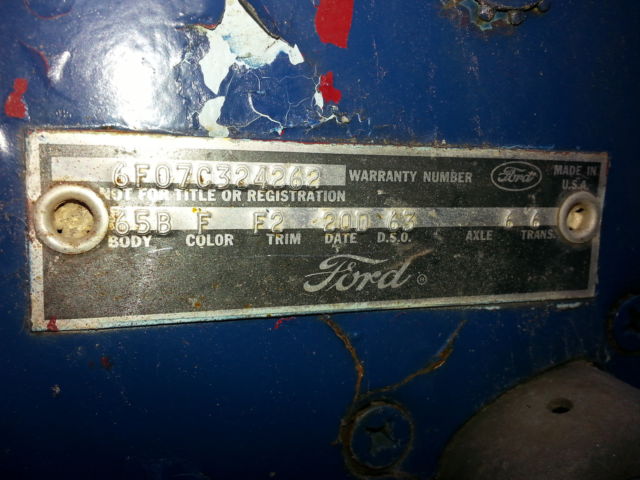 6F07C324262 WARRANTY NUMBER Ford MADE IN U.S.A.
NOT FOR TITLE OR REGISTRATION
65B F F2 20D 63 6 6
BODY COLOR TRIM DATE D.S.O. AXLE TRANS.
Ford ®